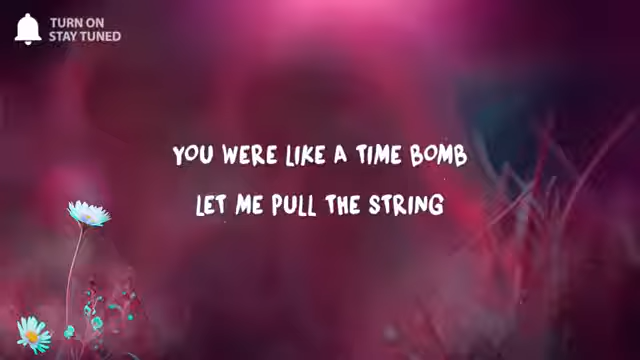 TURN ON
STAY TUNED
YOU WERE LIKE A TIME BOMB
LET ME PULL THE STRING